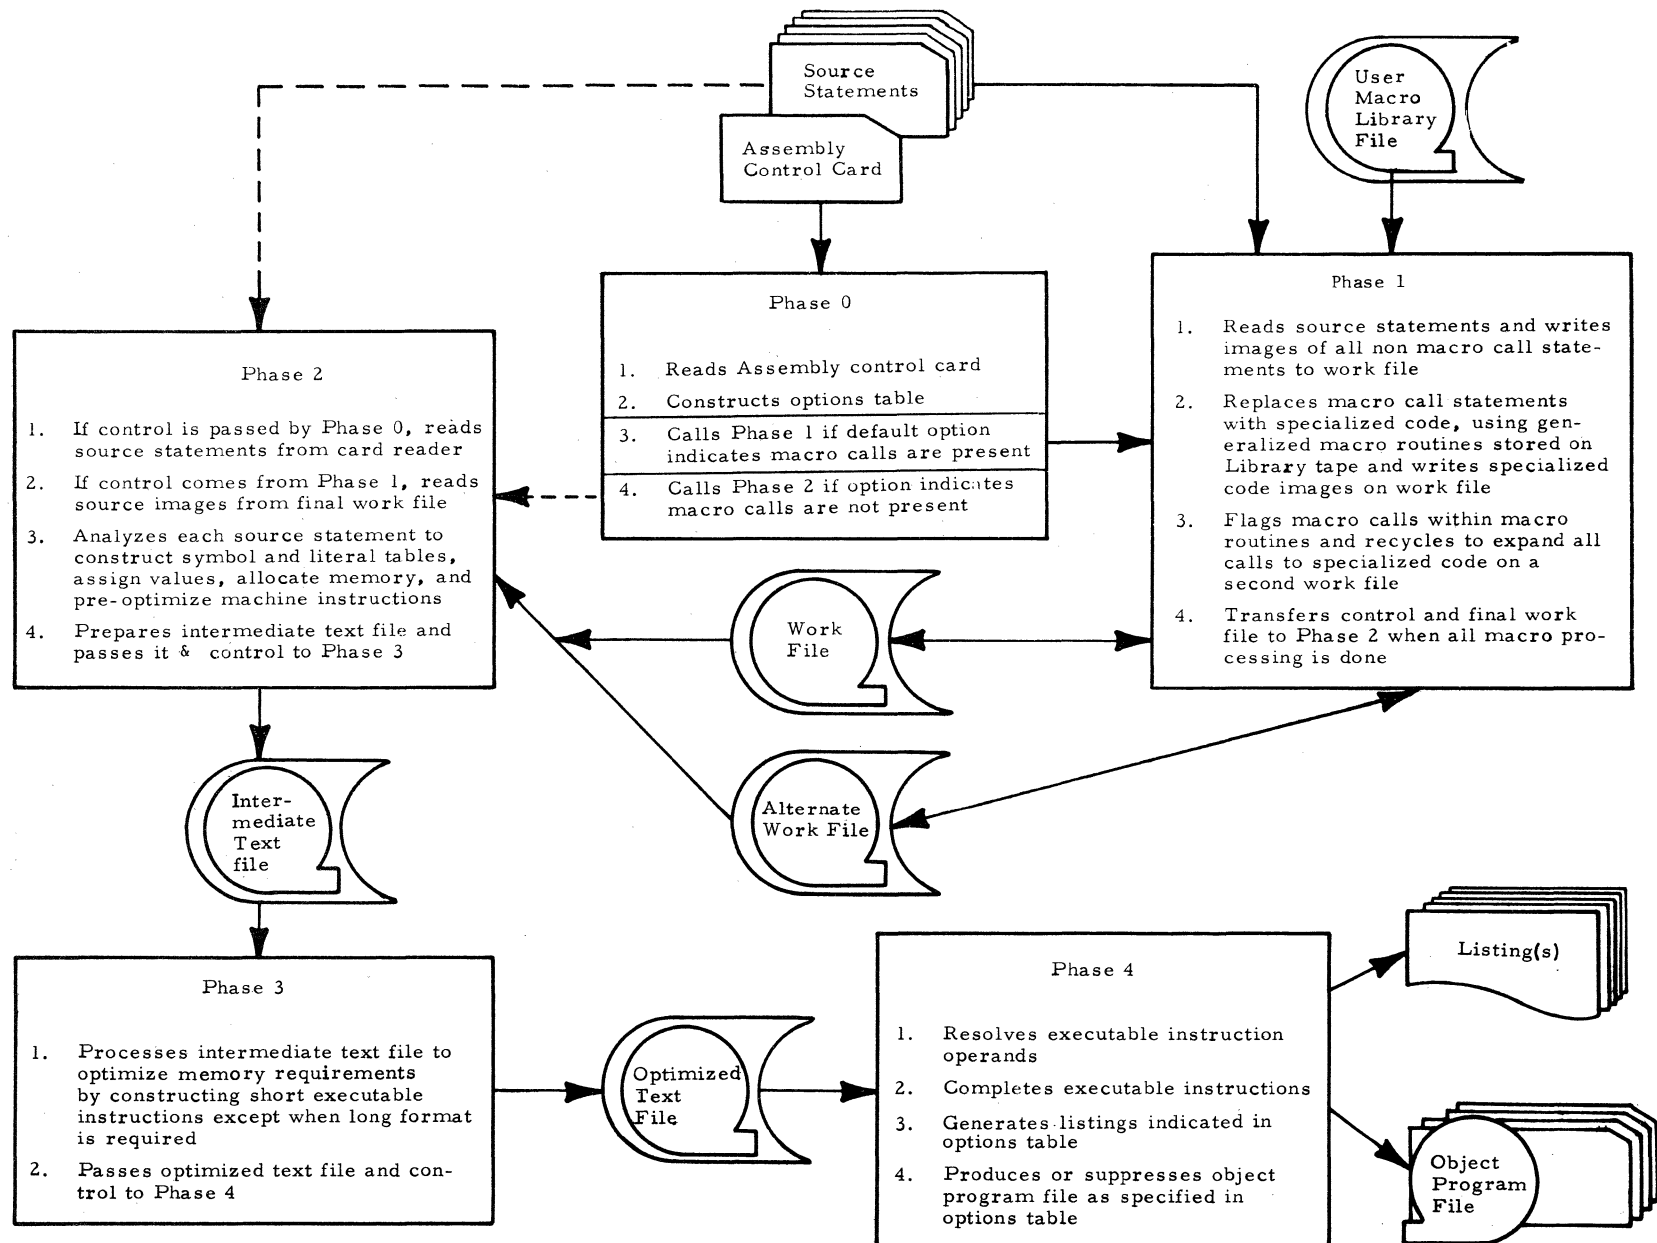 Source
Statements
Assembly
Control Card
User
Macro
Library
File
Phase 0
1. Reads Assembly control card
2. Constructs options table
3. Calls Phase 1 if default option
indicates macro calls are present
4. Calls Phase 2 if option indicates
macro calls are not present
Phase 1
1. Reads source statements and writes
images of all non macro call state-
ments to work file
2. Replaces macro call statements
with specialized code, using gen-
eralized macro routines stored on
Library tape and writes specialized
code images on work file
3. Flags macro calls within macro
routines and recycles to expand all
calls to specialized code on a
second work file
4. Transfers control and final work
file to Phase 2 when all macro pro-
cessing is done
Phase 2
1. If control is passed by Phase 0, reads
source statements from card reader
2. If control comes from Phase 1, reads
source images from final work file
3. Analyzes each source statement to
construct symbol and literal tables,
assign values, allocate memory, and
pre-optimize machine instructions
4. Prepares intermediate text file and
passes it & control to Phase 3
Work
File
Alternate
Work File
Inter-
mediate
Text
file
Phase 3
1. Processes intermediate text file to
optimize memory requirements
by constructing short executable
instructions except when long format
is required
2. Passes optimized text file and con-
trol to Phase 4
Optimized
Text
File
Phase 4
1. Resolves executable instruction
operands
2. Completes executable instructions
3. Generates listings indicated in
options table
4. Produces or suppresses object
program file as specified in
options table
Listing(s)
Object
Program
File